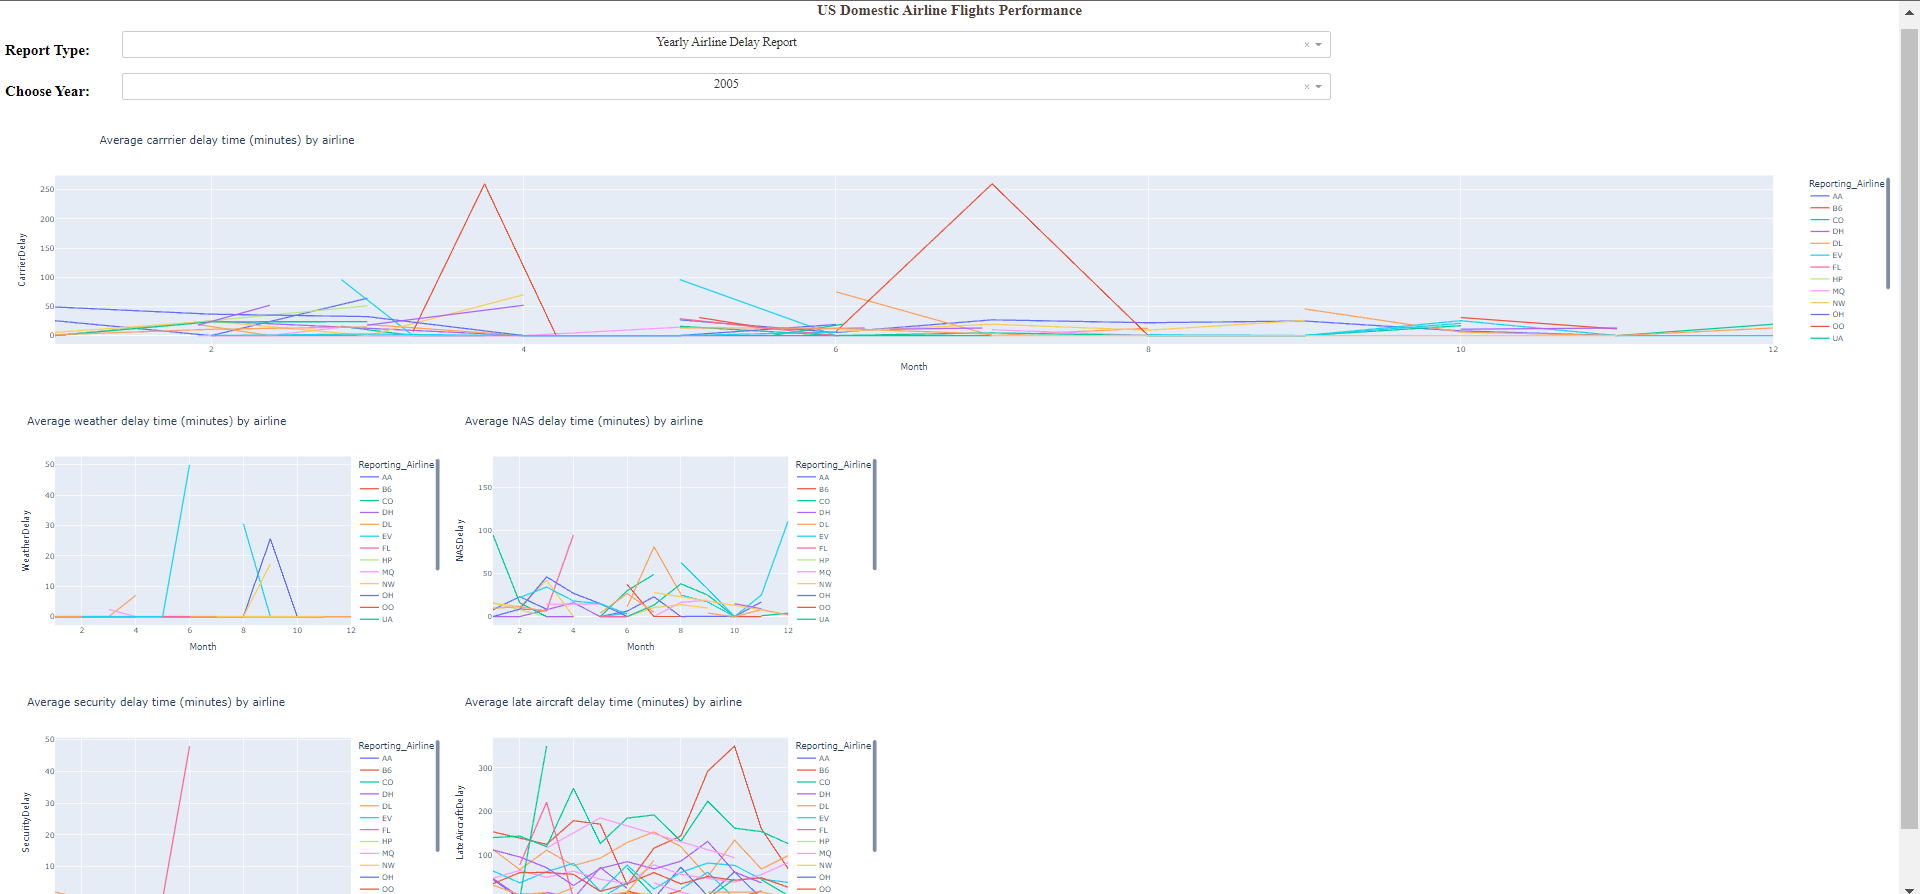 US Domestic Airline Flights Performance
Report Type:
Yearly Airline Delay Report
×
Choose Year:
2005
×
Average carrrier delay time (minutes) by airline
CarrierDelay
250
200
150
100
50
0
2 4 6 8 10 12
Month
Reporting_Airline
AA
B6
CO
DH
DL
EV
FL
HP
MQ
NW
OH
OO
UA
Average weather delay time (minutes) by airline
WeatherDelay
50
40
30
20
10
0
2 4 6 8 10 12
Month
Reporting_Airline
AA
B6
CO
DH
DL
EV
FL
HP
MQ
NW
OH
OO
UA
Average NAS delay time (minutes) by airline
NASDelay
150
100
50
0
2 4 6 8 10 12
Month
Reporting_Airline
AA
B6
CO
DH
DL
EV
FL
HP
MQ
NW
OH
OO
UA
Average security delay time (minutes) by airline
SecurityDelay
50
40
30
20
10
Reporting_Airline
AA
B6
CO
DH
DL
EV
FL
HP
MQ
NW
OH
OO
Average late aircraft delay time (minutes) by airline
LateAircraftDelay
300
200
100
Reporting_Airline
AA
B6
CO
DH
DL
EV
FL
HP
MQ
NW
OH
OO